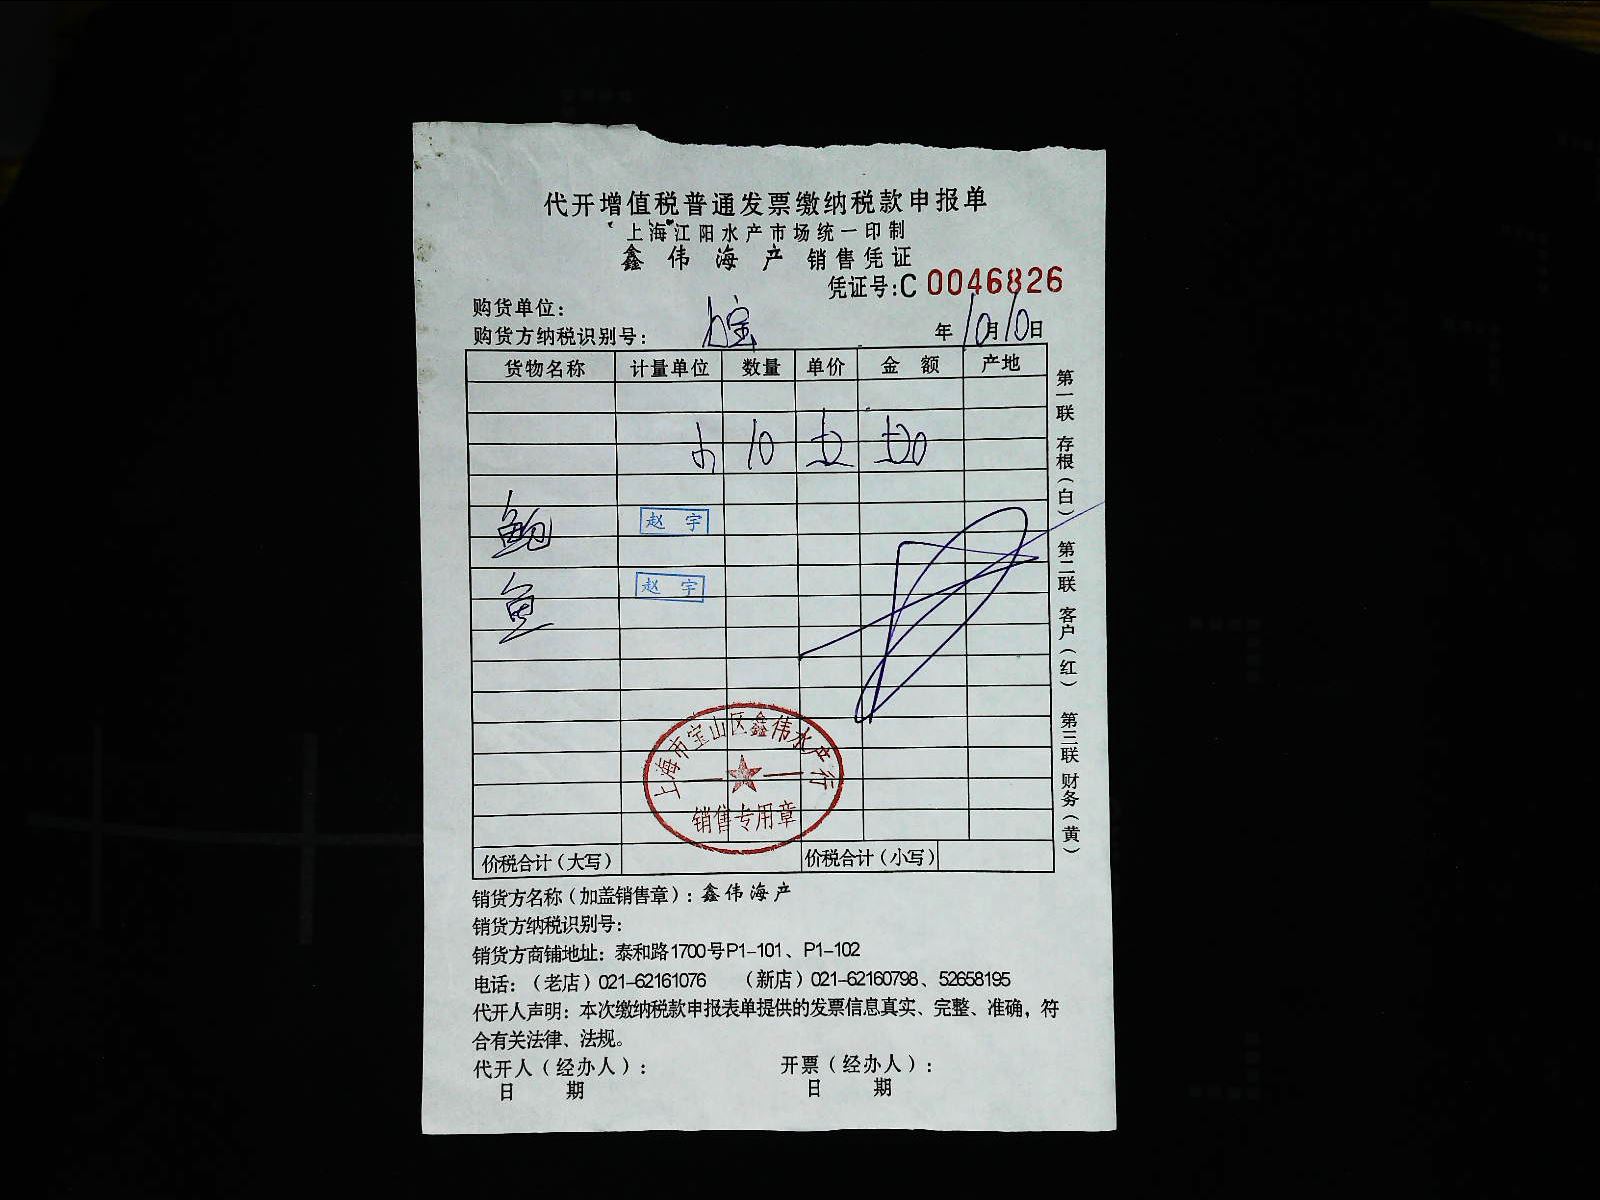 代开增值税普通发票缴纳税款申报单
上海江阳水产市场统一印制
鑫伟海产 销售凭证
凭证号:C 0046826
购货单位:
购货方纳税识别号: 宝 年 10月10日
货物名称 计量单位 数量 单价 金额 产地
10
鲍 赵宇
鱼 赵宇
上海市宝山区鑫伟水产行
销售专用章
价税合计(大写) 价税合计(小写)
第一联 存根(白) 第二联 客户(红) 第三联 财务(黄)
销货方名称(加盖销售章):鑫伟海产
销货方纳税识别号:
销货方商铺地址:泰和路1700号P1-101、P1-102
电话:(老店)021-62161076 (新店)021-62160798、52658195
代开人声明:本次缴纳税款申报表单提供的发票信息真实、完整、准确,符
合有关法律、法规。
代开人(经办人): 开票(经办人):
日 期 日 期